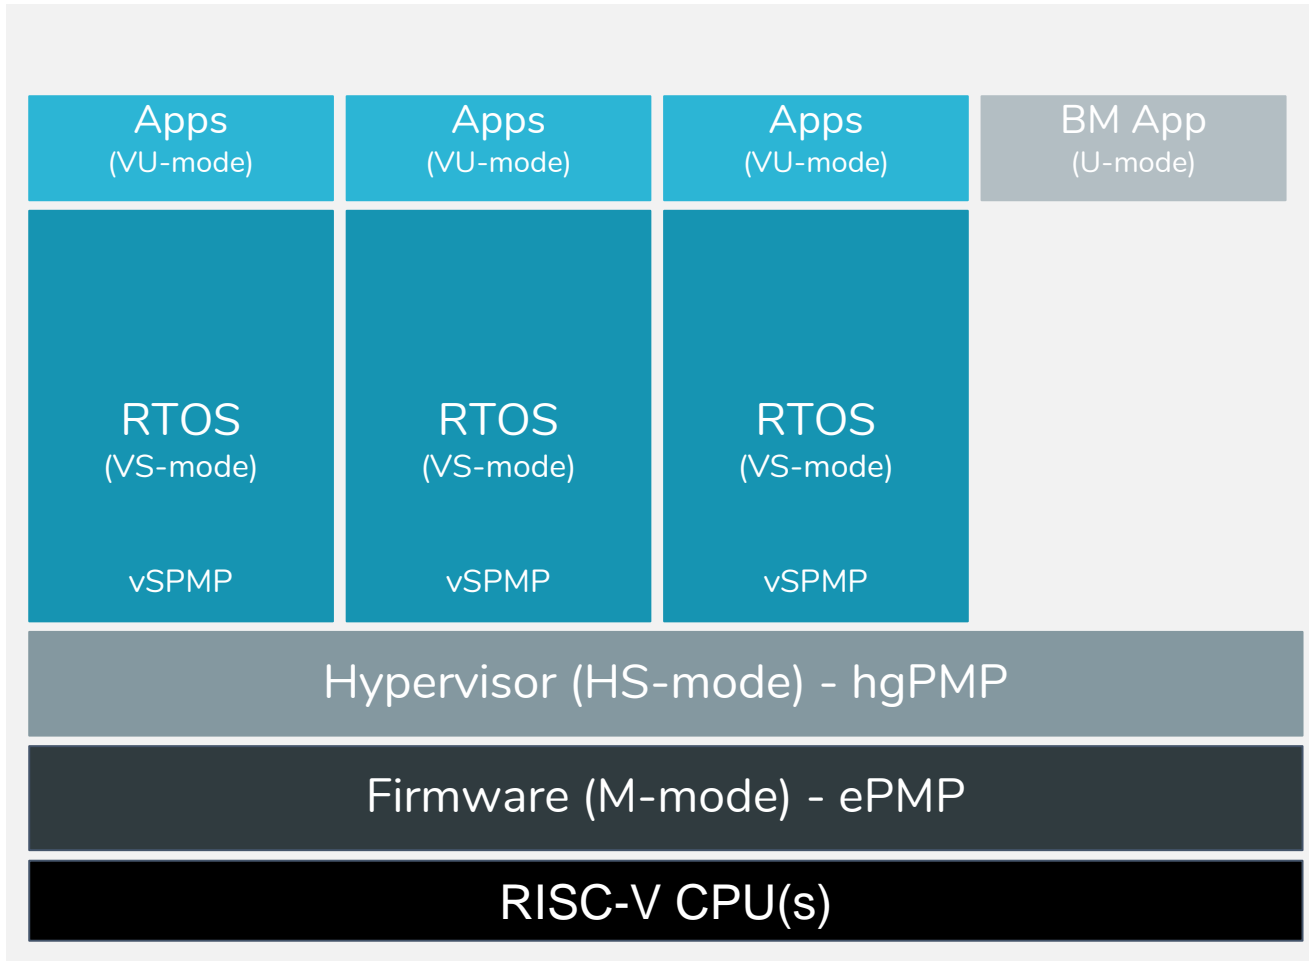 Apps
(VU-mode)
Apps
(VU-mode)
Apps
(VU-mode)
BM App
(U-mode)
RTOS
(VS-mode)
vSPMP
RTOS
(VS-mode)
vSPMP
RTOS
(VS-mode)
vSPMP
Hypervisor (HS-mode) - hgPMP
Firmware (M-mode) - ePMP
RISC-V CPU(s)